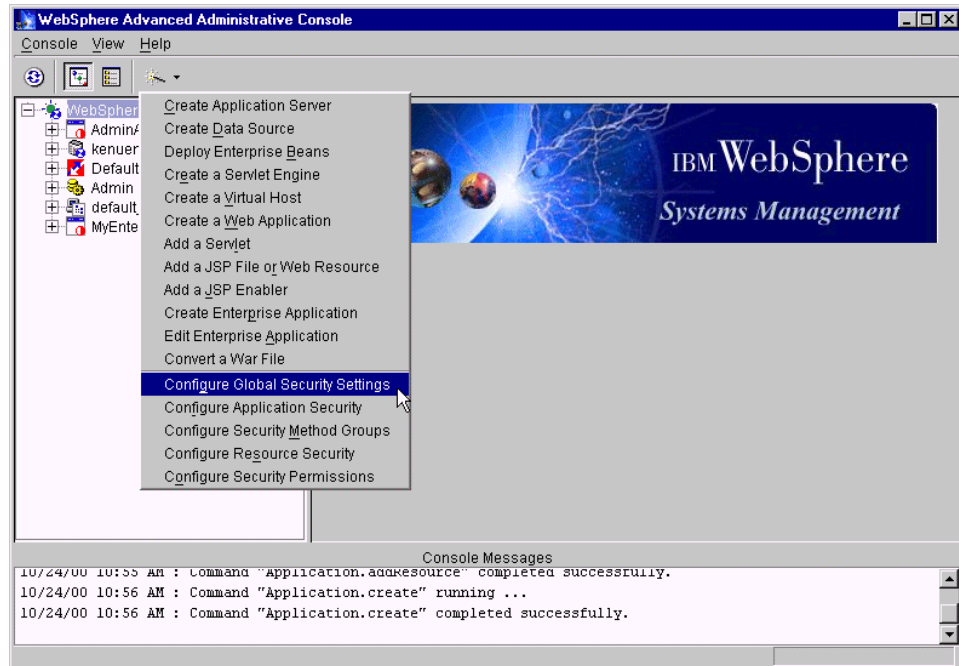 WebSphere Advanced Administrative Console
Console View Help
WebSpher
AdminA
kenuer
Default
Admin
default_
MyEnte
Create Application Server
Create Data Source
Deploy Enterprise Beans
Create a Servlet Engine
Create a Virtual Host
Create a Web Application
Add a Servlet
Add a JSP File or Web Resource
Add a JSP Enabler
Create Enterprise Application
Edit Enterprise Application
Convert a War File
Configure Global Security Settings
Configure Application Security
Configure Security Method Groups
Configure Resource Security
Configure Security Permissions
IBM WebSphere
Systems Management
Console Messages
10/24/00 10:55 AM : Command "Application.addResource" completed successfully.
10/24/00 10:56 AM : Command "Application.create" running ...
10/24/00 10:56 AM : Command "Application.create" completed successfully.